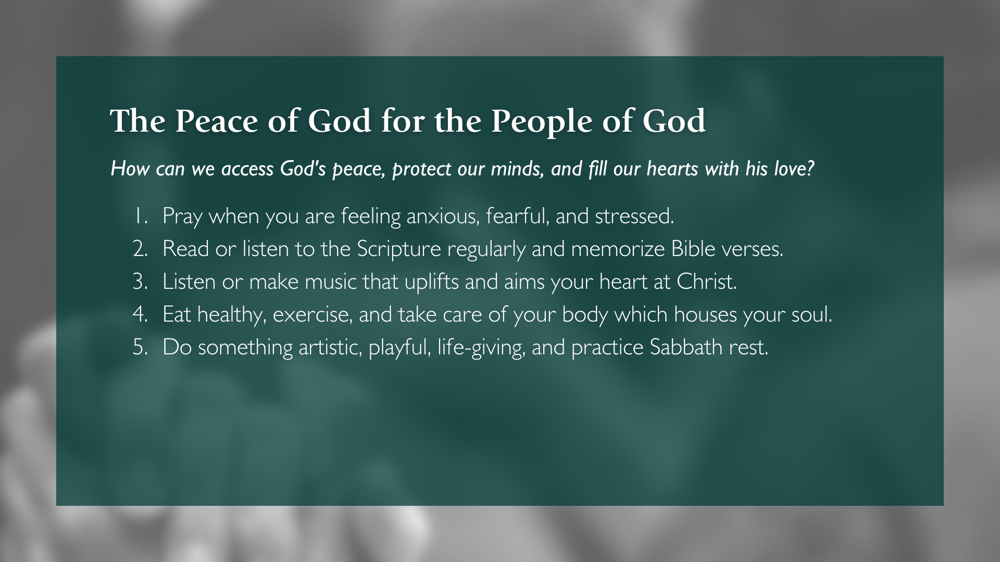 The Peace of God for the People of God
How can we access God's peace, protect our minds, and fill our hearts with his love?
1. Pray when you are feeling anxious, fearful, and stressed.
2. Read or listen to the Scripture regularly and memorize Bible verses.
3. Listen or make music that uplifts and aims your heart at Christ.
4. Eat healthy, exercise, and take care of your body which houses your soul.
5. Do something artistic, playful, life-giving, and practice Sabbath rest.